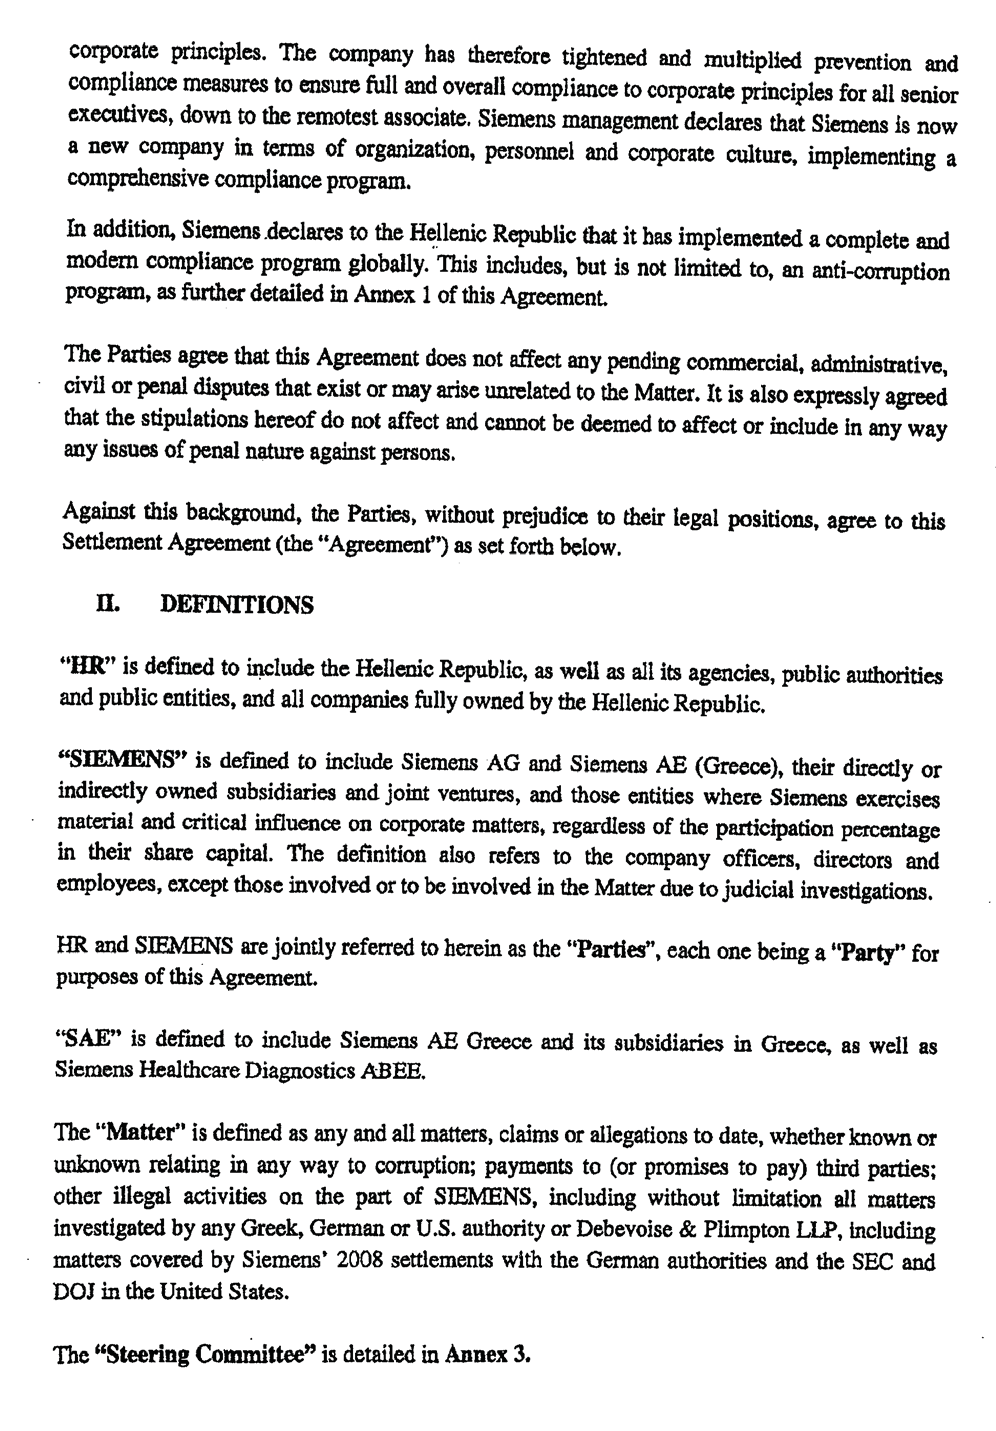 corporate principles. The company has therefore tightened and multiplied prevention and
compliance measures to ensure full and overall compliance to corporate principles for all senior
executives, down to the remotest associate. Siemens management declares that Siemens is now
a new company in terms of organization, personnel and corporate culture, implementing a
comprehensive compliance program.
In addition, Siemens declares to the Hellenic Republic that it has implemented a complete and
modern compliance program globally. This includes, but is not limited to, an anti-corruption
program, as further detailed in Annex 1 of this Agreement.
The Parties agree that this Agreement does not affect any pending commercial, administrative,
civil or penal disputes that exist or may arise unrelated to the Matter. It is also expressly agreed
that the stipulations hereof do not affect and cannot be deemed to affect or include in any way
any issues of penal nature against persons.
Against this background, the Parties, without prejudice to their legal positions, agree to this
Settlement Agreement (the “Agreement”) as set forth below.
II. DEFINITIONS
“HR” is defined to include the Hellenic Republic, as well as all its agencies, public authorities
and public entities, and all companies fully owned by the Hellenic Republic.
“SIEMENS” is defined to include Siemens AG and Siemens AE (Greece), their directly or
indirectly owned subsidiaries and joint ventures, and those entities where Siemens exercises
material and critical influence on corporate matters, regardless of the participation percentage
in their share capital. The definition also refers to the company officers, directors and
employees, except those involved or to be involved in the Matter due to judicial investigations.
HR and SIEMENS are jointly referred to herein as the “Parties”, each one being a “Party” for
purposes of this Agreement.
“SAE” is defined to include Siemens AE Greece and its subsidiaries in Greece, as well as
Siemens Healthcare Diagnostics ABEE.
The “Matter” is defined as any and all matters, claims or allegations to date, whether known or
unknown relating in any way to corruption; payments to (or promises to pay) third parties;
other illegal activities on the part of SIEMENS, including without limitation all matters
investigated by any Greek, German or U.S. authority or Debevoise & Plimpton LLP, including
matters covered by Siemens’ 2008 settlements with the German authorities and the SEC and
DOJ in the United States.
The “Steering Committee” is detailed in Annex 3.